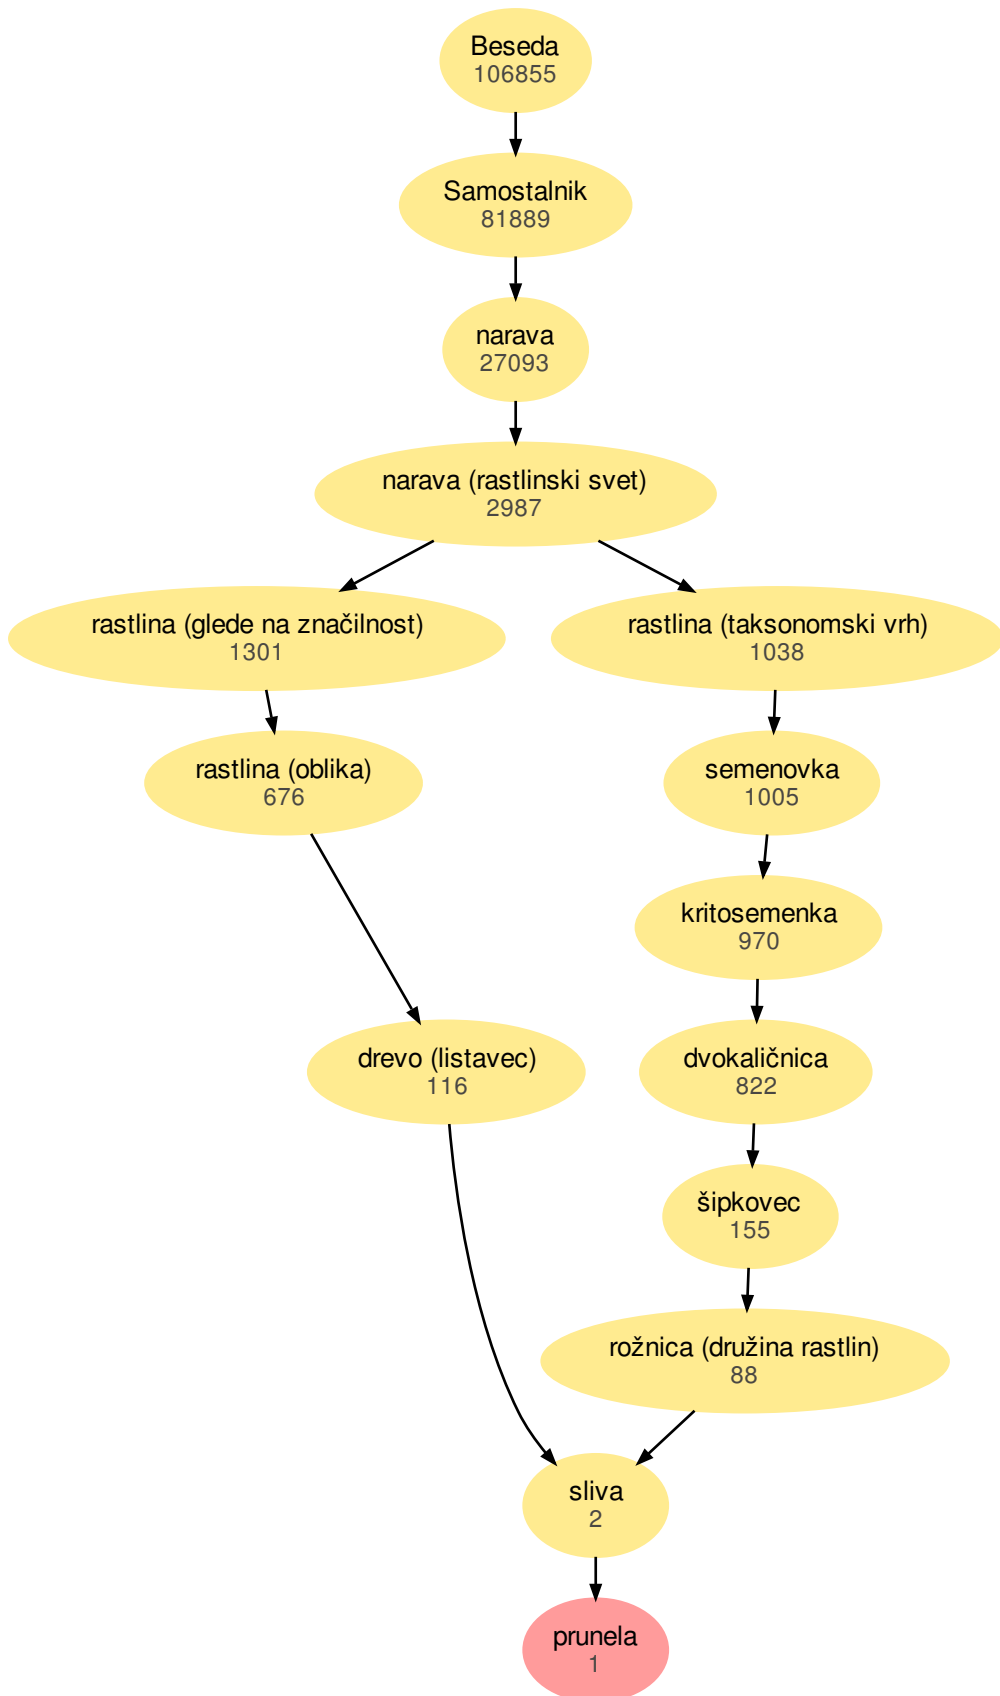 Beseda
106855
Samostalnik
81889
narava
27093
narava (rastlinski svet)
2987
rastlina (glede na značilnost)
1301
rastlina (taksonomski vrh)
1038
rastlina (oblika)
676
semenovka
1005
kritosemenka
970
drevo (listavec)
116
dvokaličnica
822
šipkovec
155
rožnica (družina rastlin)
88
sliva
2
prunela
1